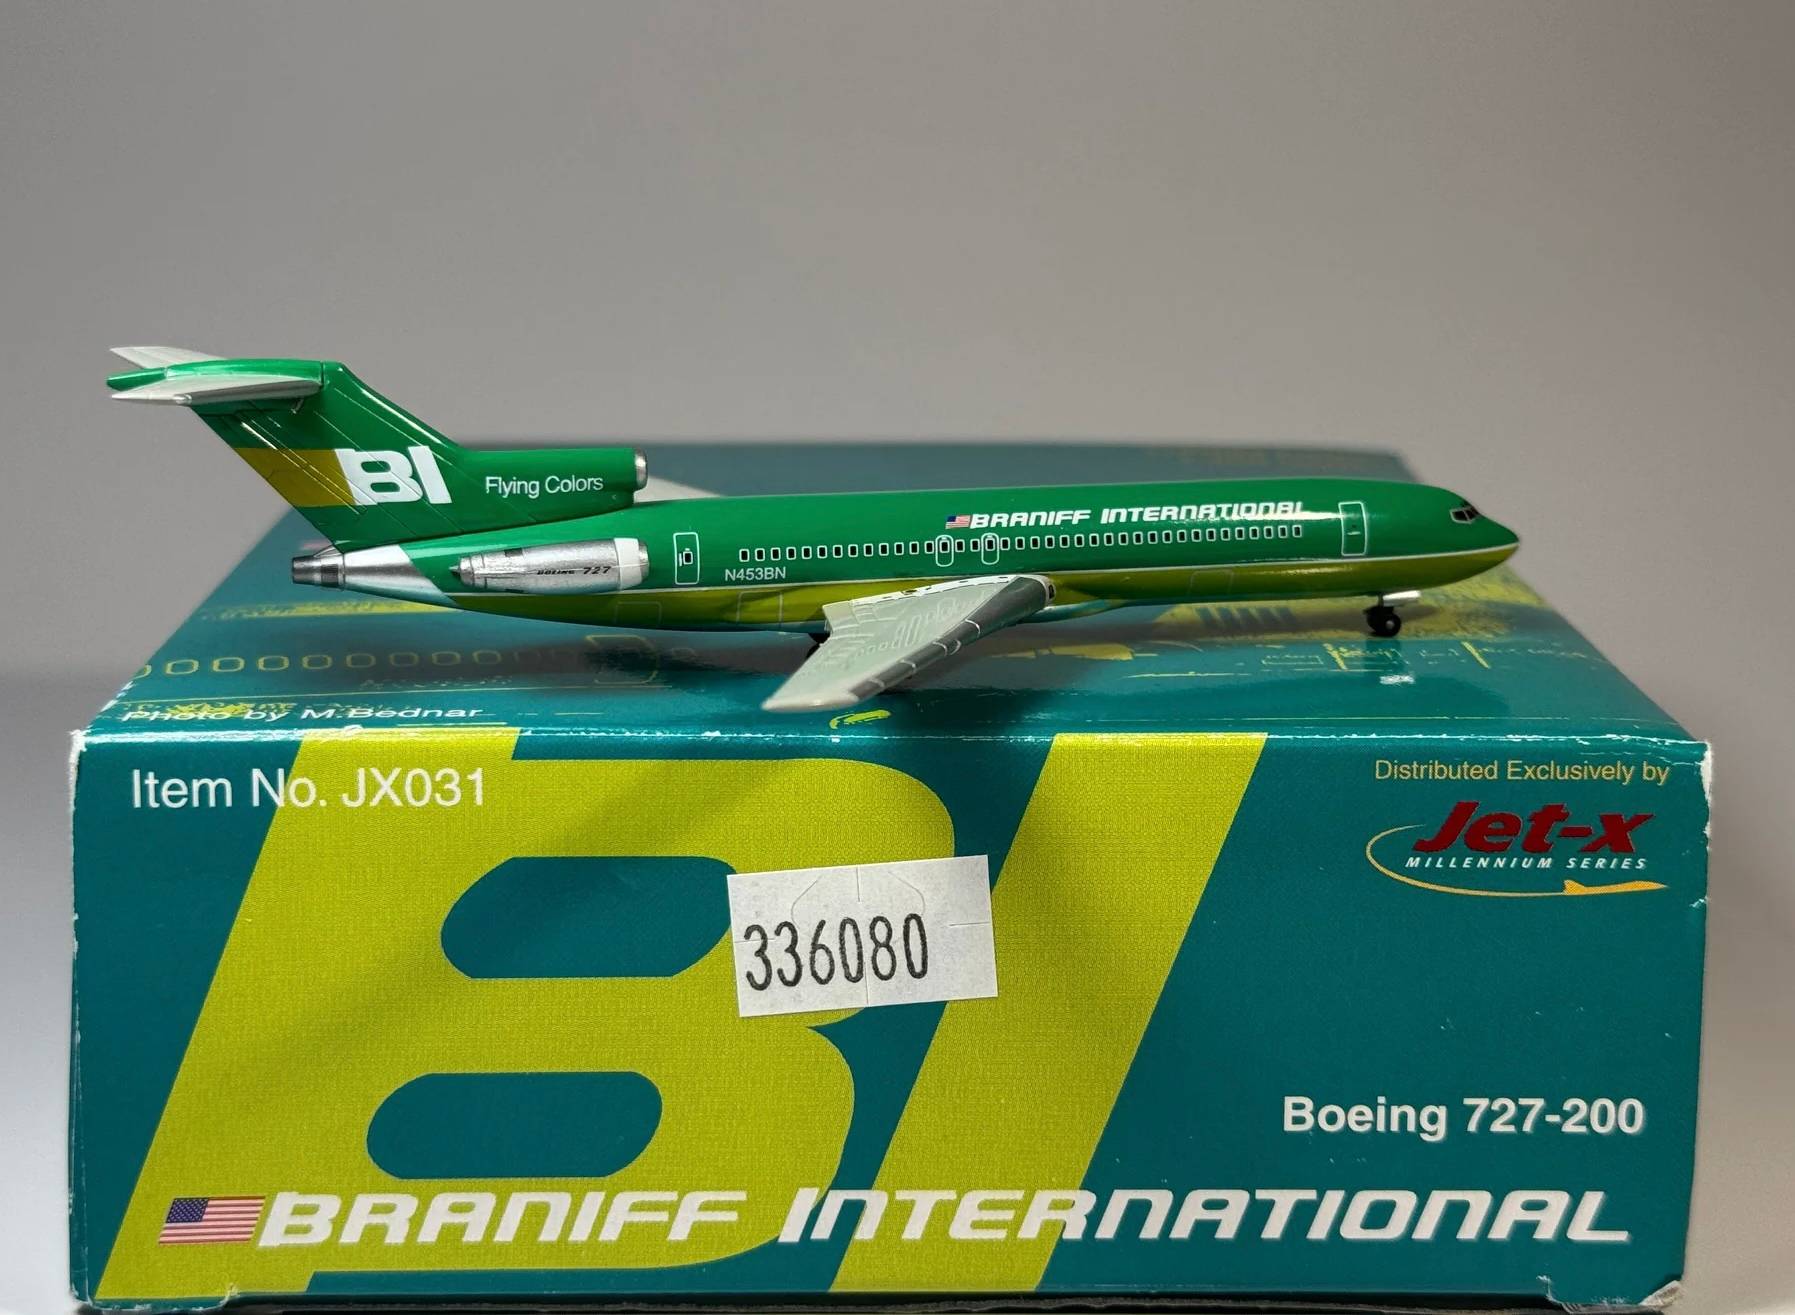 BI
Flying Colors
BRANIFF INTERNATIONAL
BOEING 727
N453BN
Photo by M.Bednar
Item No. JX031
Distributed Exclusively by
Jet-x
MILLENNIUM SERIES
BI
336080
Boeing 727-200
BRANIFF INTERNATIONAL